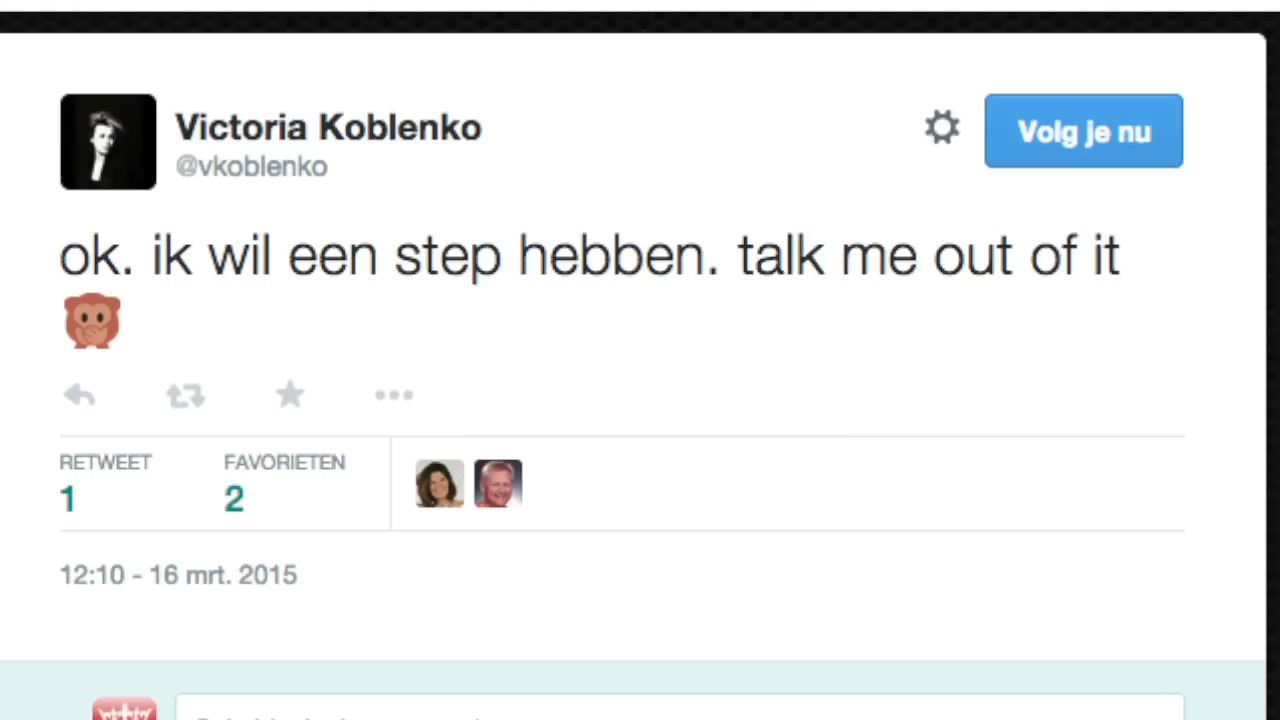 Victoria Koblenko
@vkoblenko
Volg je nu
ok. ik wil een step hebben. talk me out of it
RETWEET
1
FAVORIETEN
2
12:10 - 16 mrt. 2015